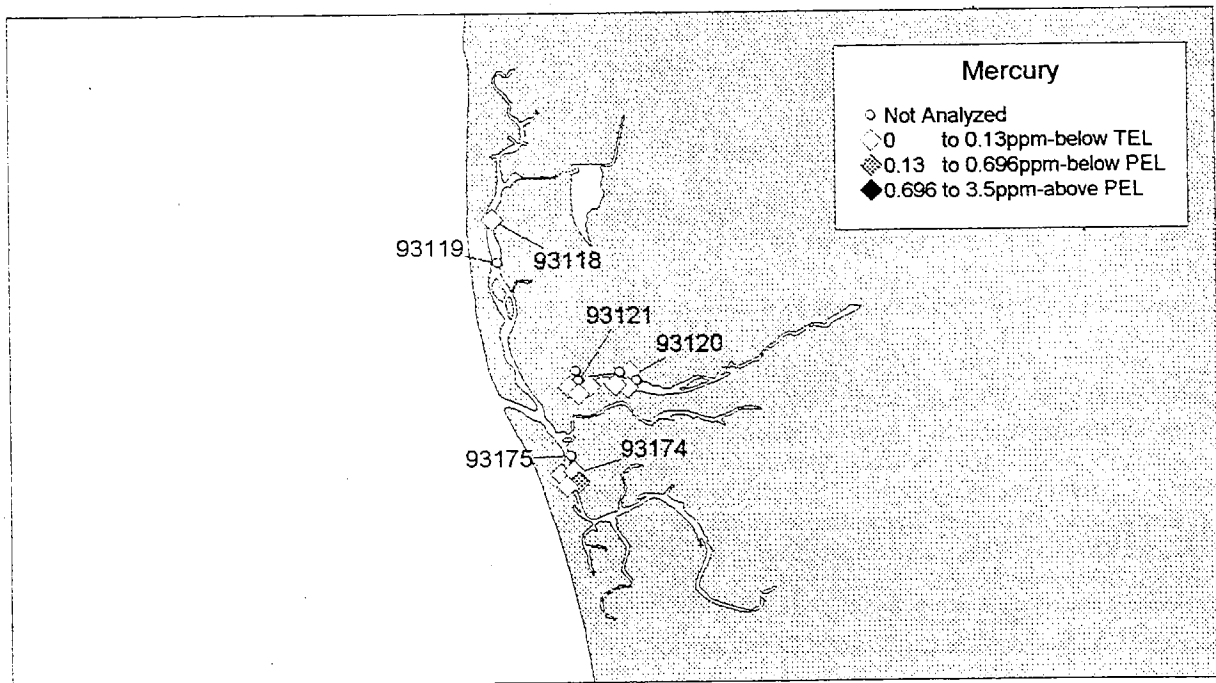 Mercury
Not Analyzed
0 to 0.13ppm-below TEL
0.13 to 0.696ppm-below PEL
0.696 to 3.5ppm-above PEL
93119
93118
93121
93120
93175
93174